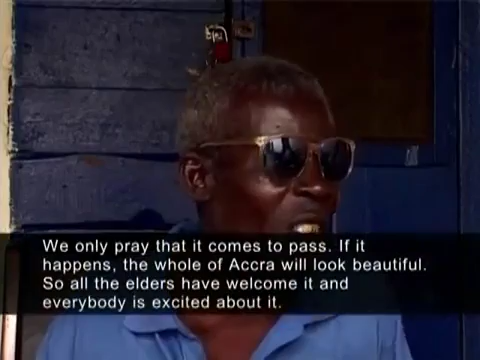 We only pray that it comes to pass. If it
happens, the whole of Accra will look beautiful.
So all the elders have welcome it and
everybody is excited about it.